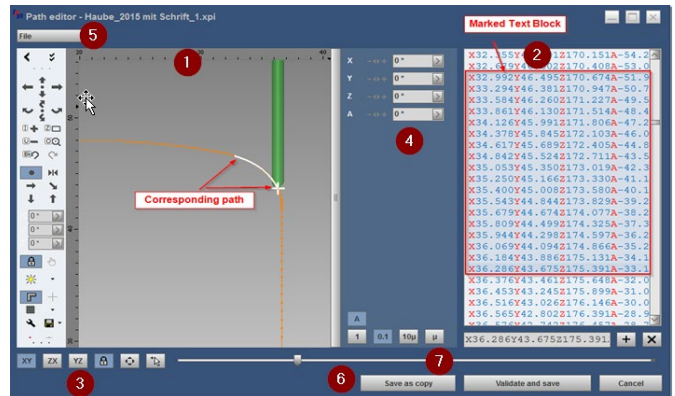 Path editor - Haube_2015 mit Schrift_1.xpi
Marked Text Block
File
5
1
2
20
40
X 0"
Y 0"
Z 0"
A 0"
4
X32.992Y46.495Z170.674A-51.9
X33.294Y46.381Z170.947A-50.7
X33.584Y46.260Z171.227A-49.5
X33.861Y46.130Z171.514A-48.4
X34.126Y45.991Z171.806A-47.2
X34.378Y45.845Z172.103A-46.0
X34.617Y45.689Z172.405A-44.8
X34.842Y45.524Z172.711A-43.5
X35.053Y45.350Z173.019A-42.3
X35.250Y45.166Z173.330A-41.1
X35.400Y45.008Z173.580A-40.1
X35.543Y44.844Z173.829A-39.2
X35.679Y44.674Z174.077A-38.2
X35.809Y44.499Z174.325A-37.3
X35.944Y44.298Z174.597A-36.2
X36.069Y44.094Z174.866A-35.2
X36.184Y43.886Z175.131A-34.1
X36.286Y43.675Z175.391A-33.1
X36.376Y43.461Z175.648A-32.0
X36.453Y43.245Z175.899A-31.0
X36.516Y43.026Z176.146A-30.0
X36.565Y42.802Z176.391A-28.9
Corresponding path
0"
0"
0"
A
1 0.1 10µ µ
X36.286Y43.675Z175.391
XY ZX YZ
3
7
6
Save as copy Validate and save Cancel